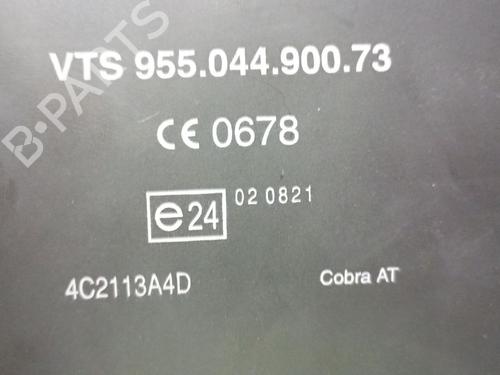 VTS 955.044.900.73
CE 0678
e24 02 0821
4C2113A4D Cobra AT
B-PARTS